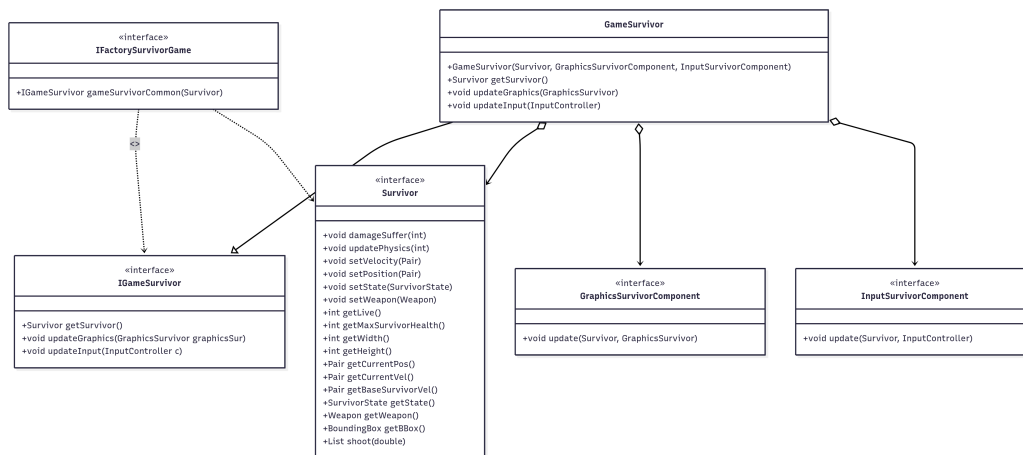 «interface»
IFactorySurvivorGame
+IGameSurvivor gameSurvivorCommon(Survivor)
GameSurvivor
+GameSurvivor(Survivor, GraphicsSurvivorComponent, InputSurvivorComponent)
+Survivor getSurvivor()
+void updateGraphics(GraphicsSurvivor)
+void updateInput(InputController)
<>
«interface»
Survivor
+void damageSuffer(int)
+void updatePhysics(int)
+void setVelocity(Pair)
+void setPosition(Pair)
+void setState(SurvivorState)
+void setWeapon(Weapon)
+int getLive()
+int getMaxSurvivorHealth()
+int getWidth()
+int getHeight()
+Pair getCurrentPos()
+Pair getCurrentVel()
+Pair getBaseSurvivorVel()
+SurvivorState getState()
+Weapon getWeapon()
+BoundingBox getBBox()
+List shoot(double)
«interface»
IGameSurvivor
+Survivor getSurvivor()
+void updateGraphics(GraphicsSurvivor graphicsSur)
+void updateInput(InputController c)
«interface»
GraphicsSurvivorComponent
+void update(Survivor, GraphicsSurvivor)
«interface»
InputSurvivorComponent
+void update(Survivor, InputController)